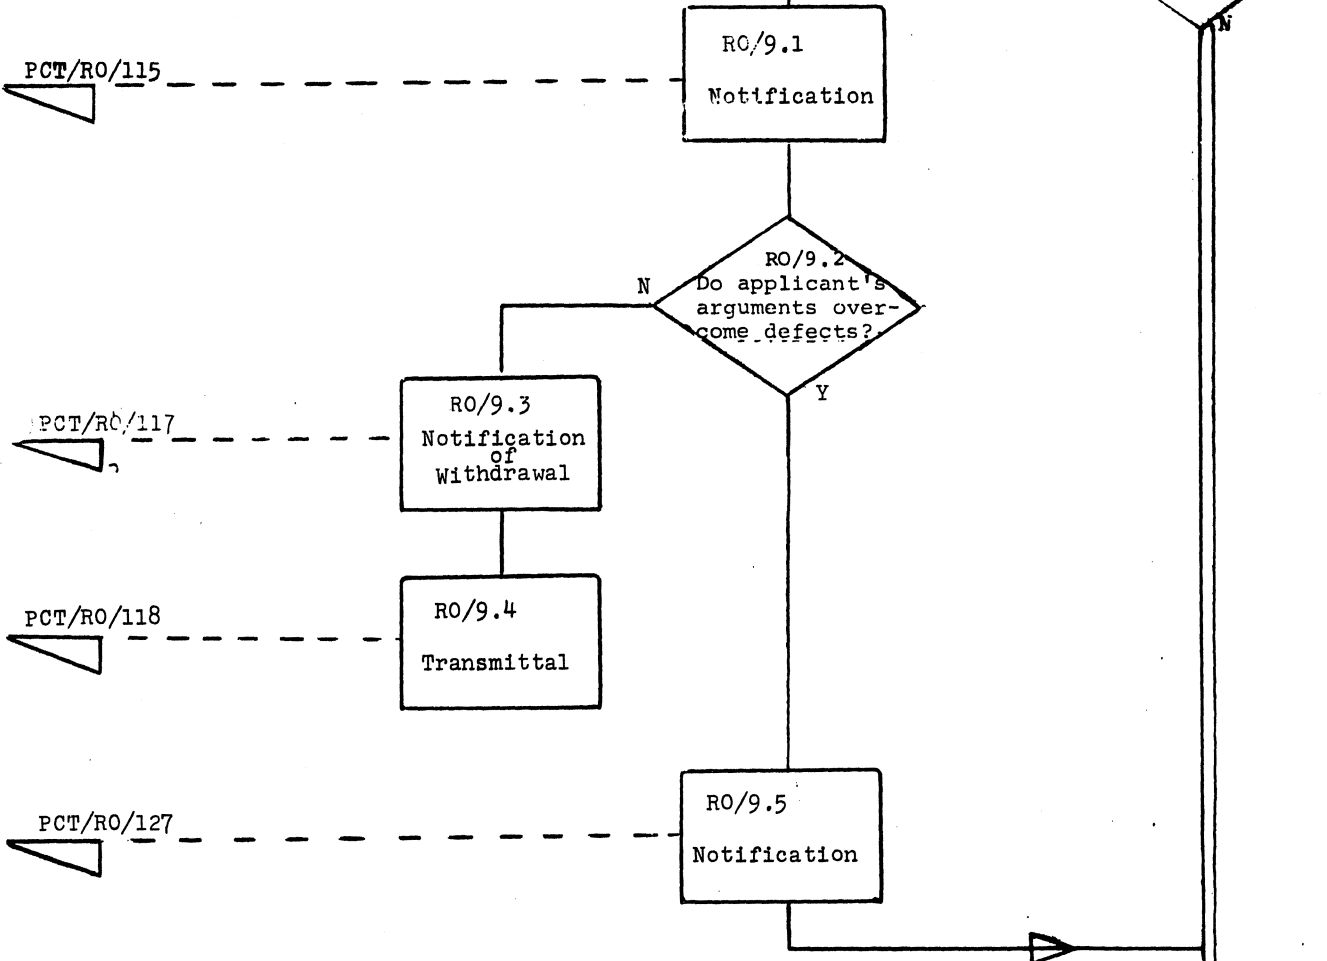 N
RO/9.1
PCT/RO/115
Notification
RO/9.2
Do applicant's
arguments over-
come defects?
N
Y
RO/9.3
PCT/RO/117
Notification
of
Withdrawal
PCT/RO/118
RO/9.4
Transmittal
RO/9.5
PCT/RO/127
Notification